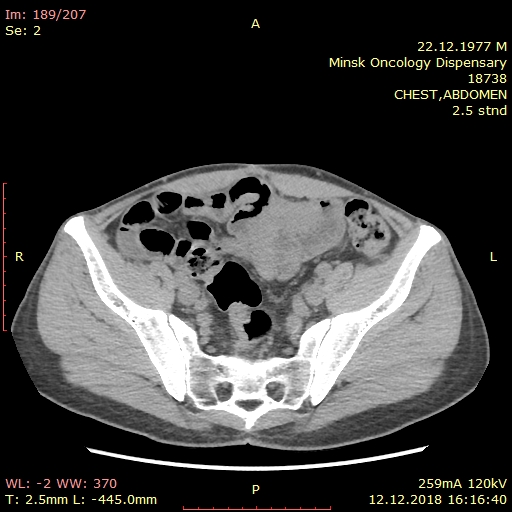 Im: 189/207
Se: 2
A
22.12.1977 M
Minsk Oncology Dispensary
18738
CHEST,ABDOMEN
2.5 stnd
R
L
WL: -2 WW: 370
T: 2.5mm L: -445.0mm
P
259mA 120kV
12.12.2018 16:16:40